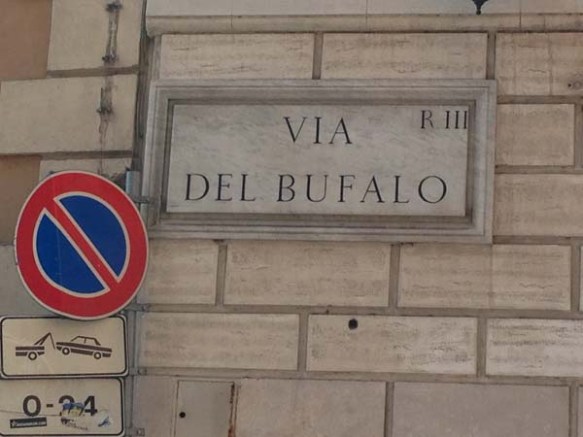 R III
VIA
DEL BUFALO
0-24